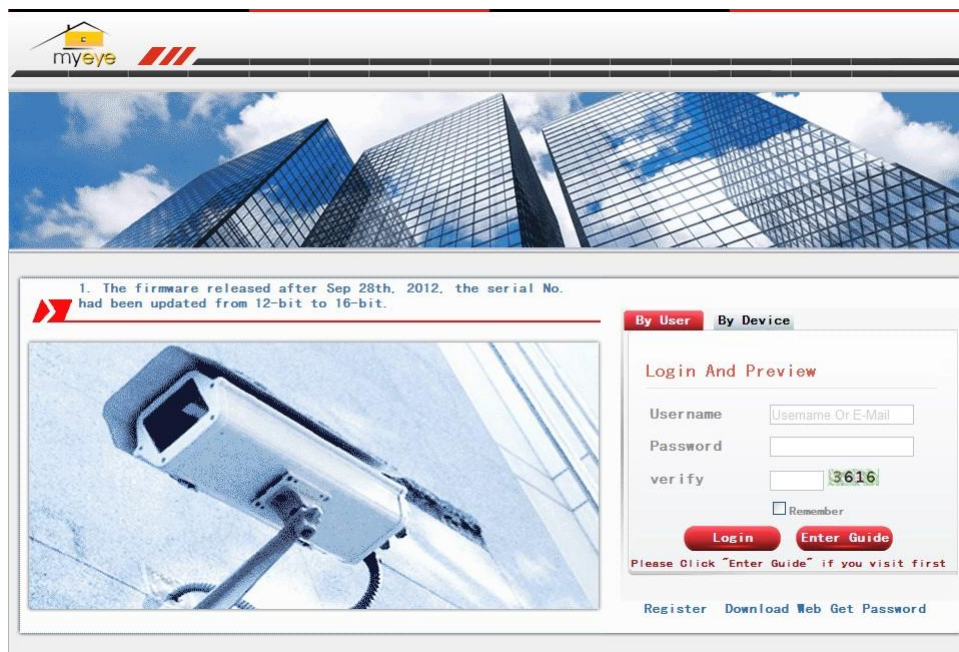 c
myeye
1. The firmware released after Sep 28th, 2012, the serial No.
had been updated from 12-bit to 16-bit.
By User By Device
Login And Preview
Username Username Or E-Mail
Password
verify 3616
Remember
Login Enter Guide
Please Click "Enter Guide" if you visit first
Register Download Web Get Password